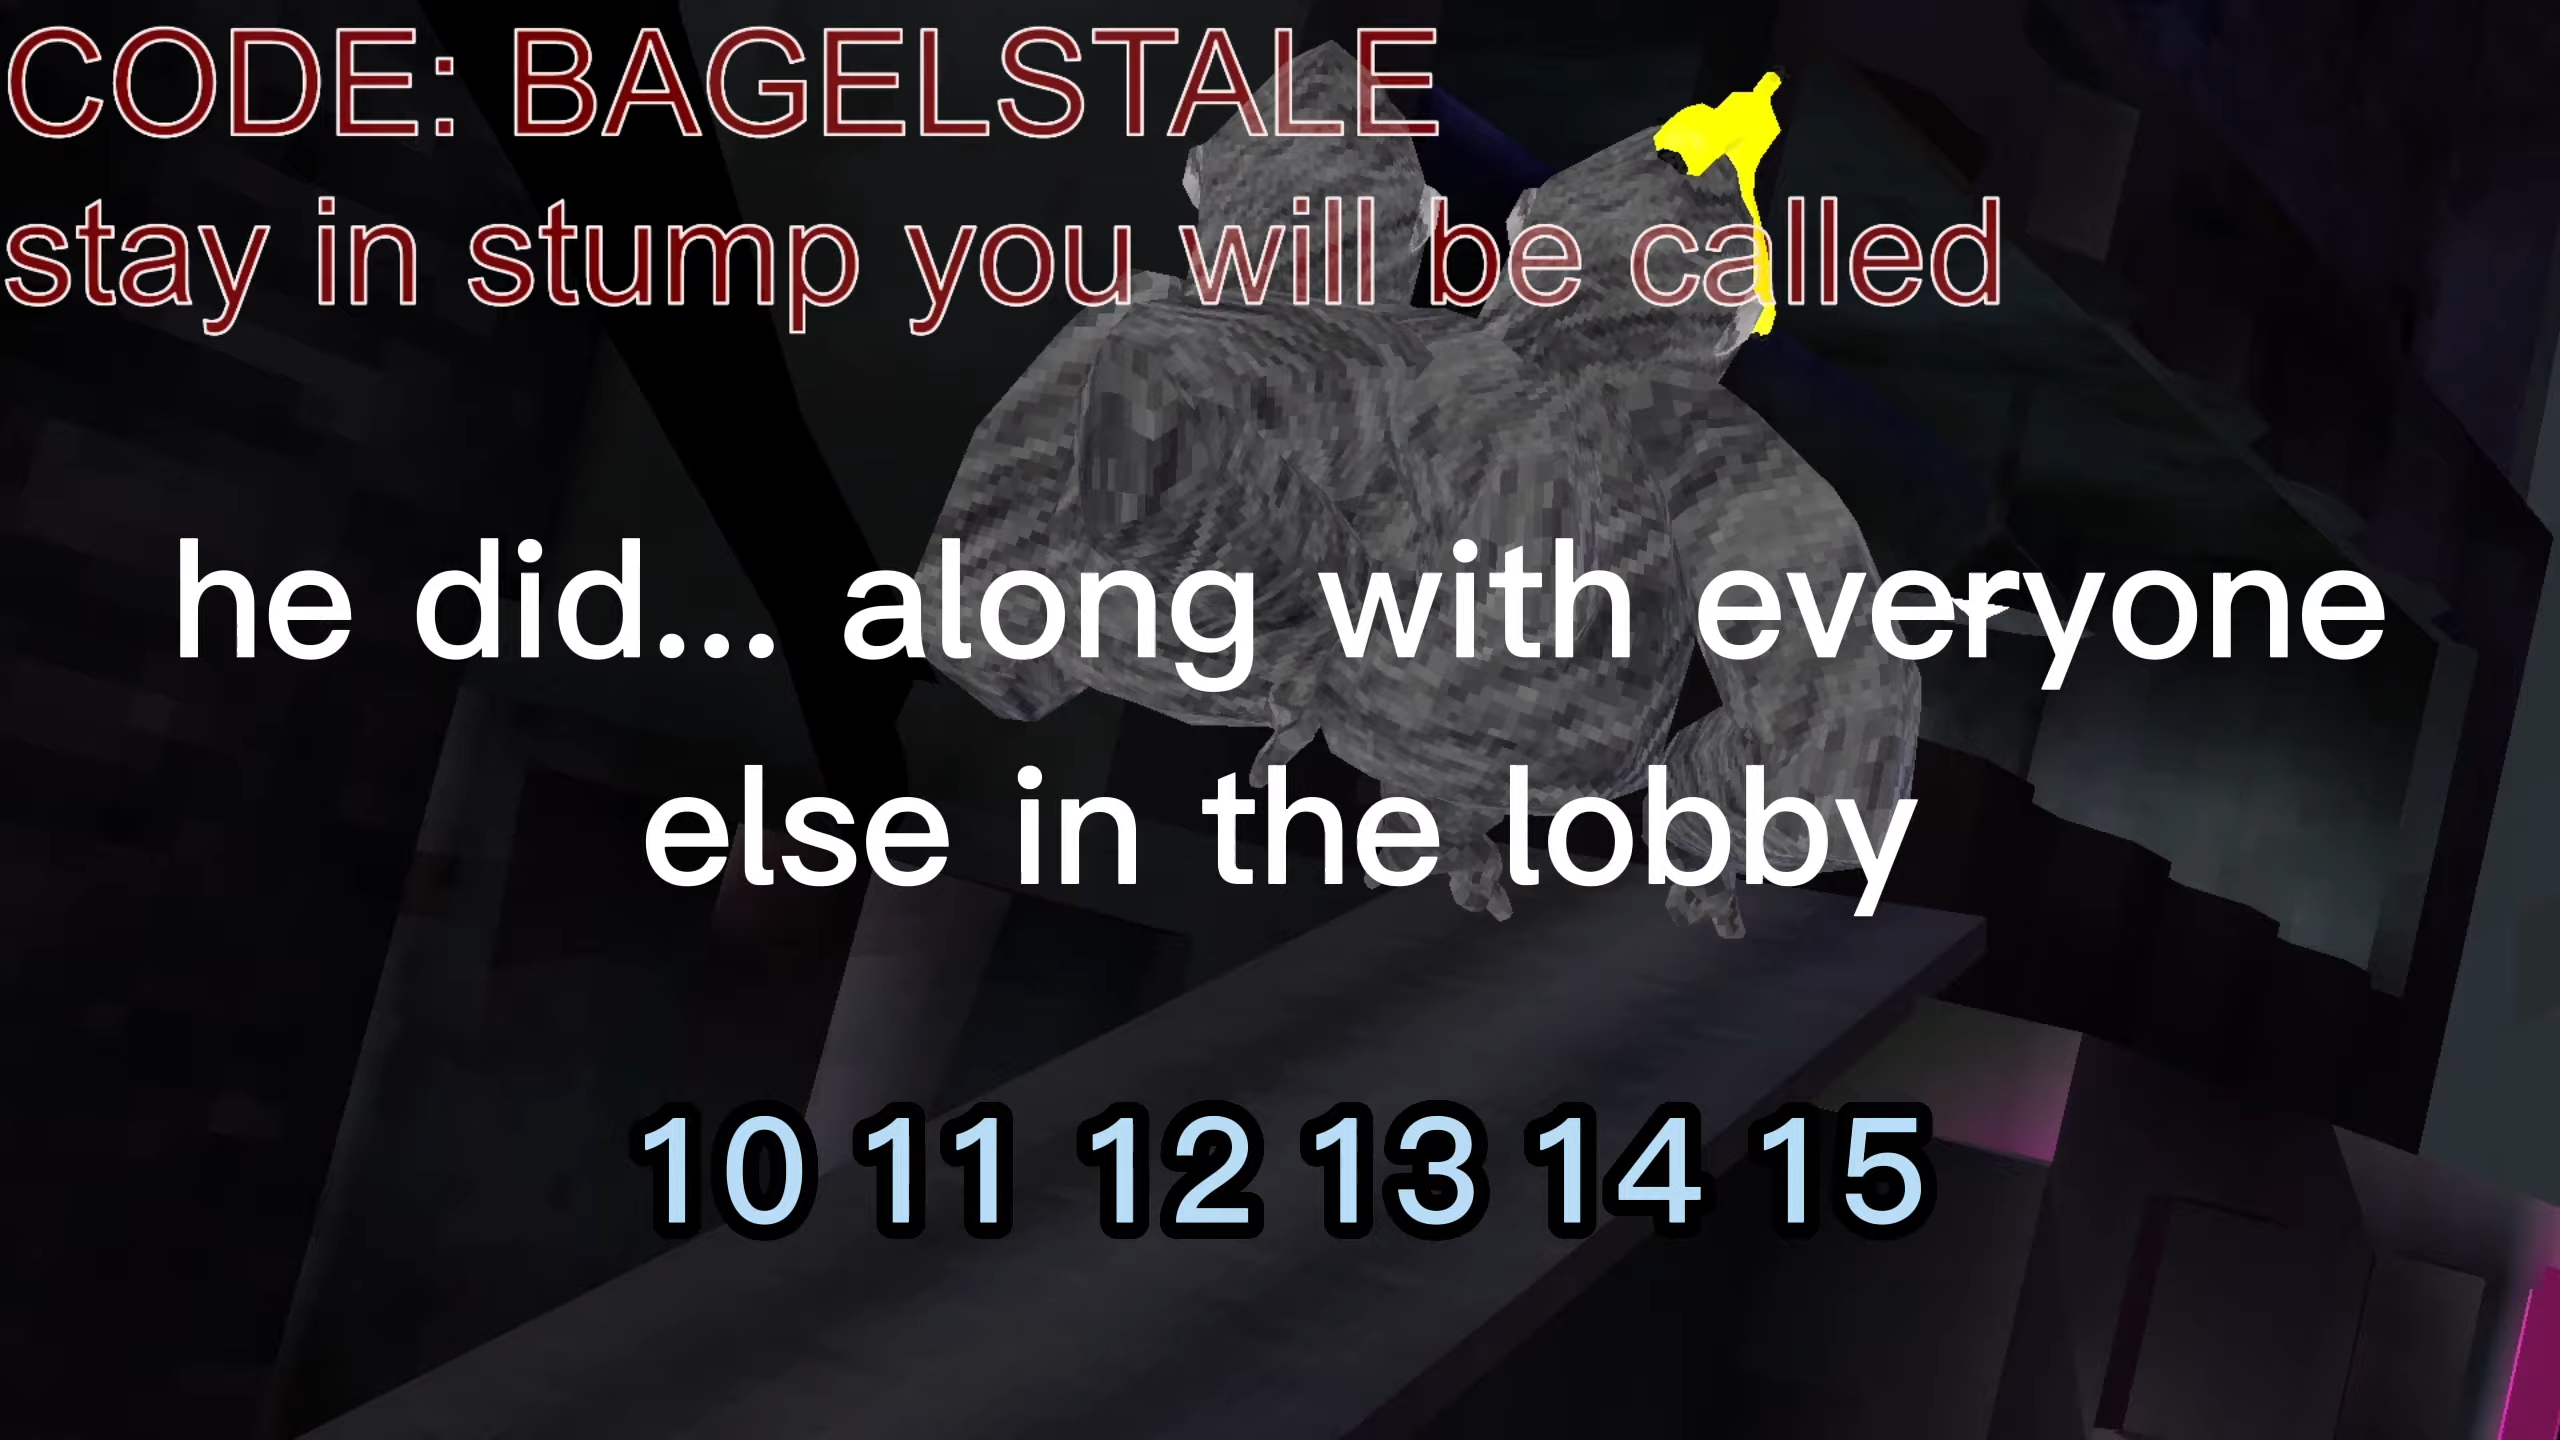 CODE: BAGELSTALE
stay in stump you will be called
he did... along with everyone
else in the lobby
10 11 12 13 14 15